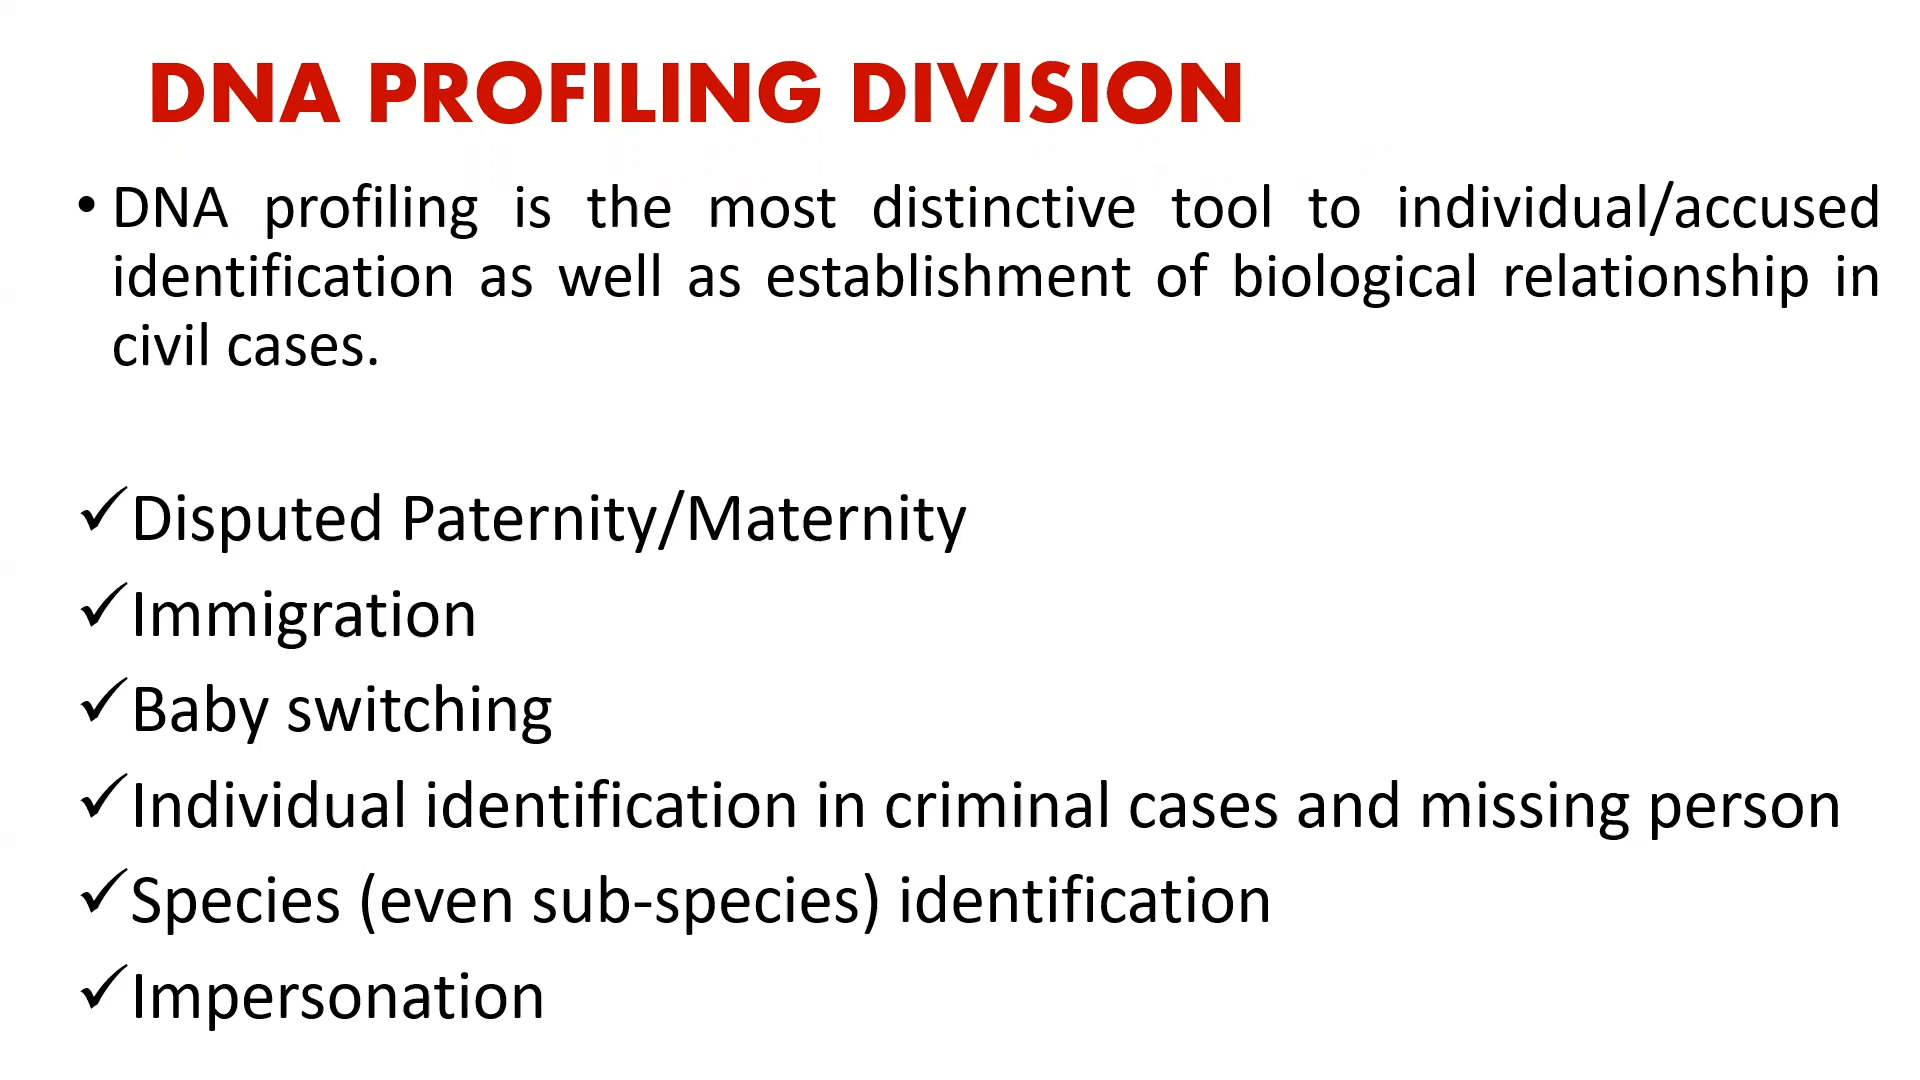 DNA PROFILING DIVISION
• DNA profiling is the most distinctive tool to individual/accused
identification as well as establishment of biological relationship in
civil cases.
✓Disputed Paternity/Maternity
✓Immigration
✓Baby switching
✓Individual identification in criminal cases and missing person
✓Species (even sub-species) identification
✓Impersonation